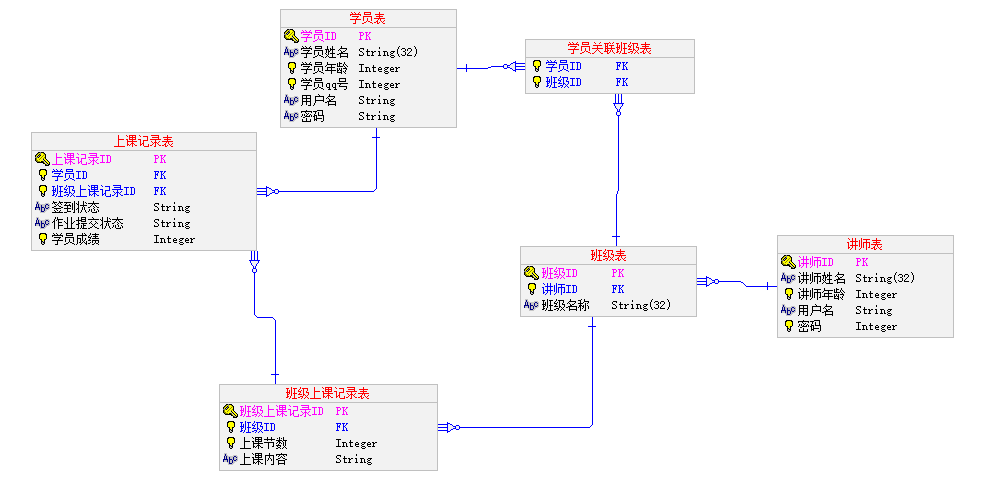 学员表
学员ID PK
学员姓名 String(32)
学员年龄 Integer
学员qq号 Integer
用户名 String
密码 String
学员关联班级表
学员ID FK
班级ID FK
上课记录表
上课记录ID PK
学员ID FK
班级上课记录ID FK
签到状态 String
作业提交状态 String
学员成绩 Integer
班级表
班级ID PK
讲师ID FK
班级名称 String(32)
讲师表
讲师ID PK
讲师姓名 String(32)
讲师年龄 Integer
用户名 String
密码 Integer
班级上课记录表
班级上课记录ID PK
班级ID FK
上课节数 Integer
上课内容 String